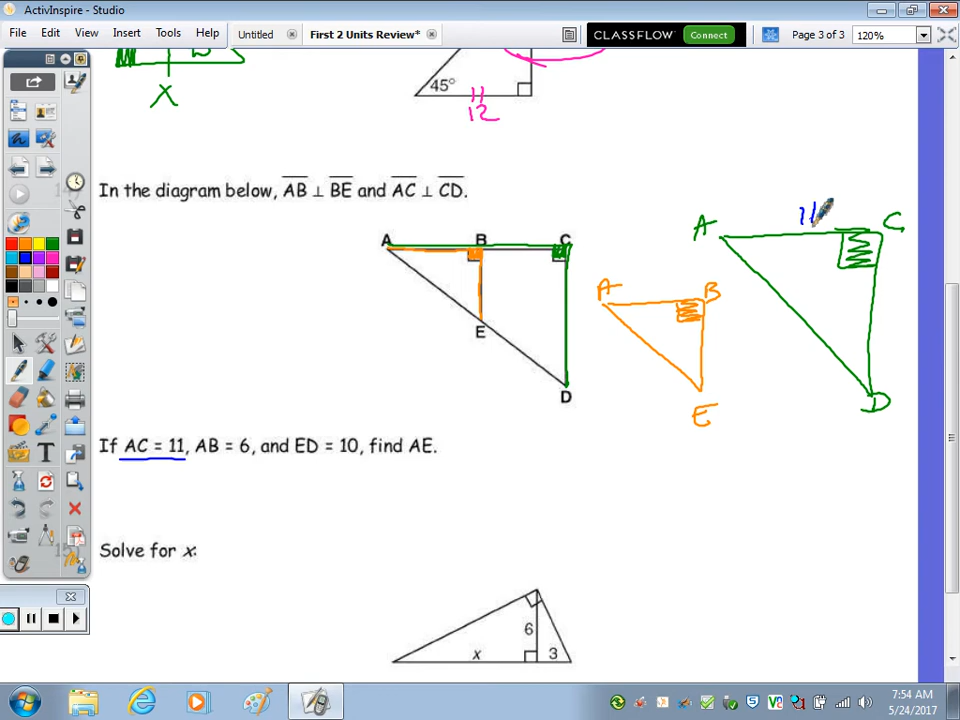 ActivInspire - Studio
File Edit View Insert Tools Help Untitled First 2 Units Review* CLASSFLOW Connect Page 3 of 3 120%
X
45°
12
In the diagram below, AB ⊥ BE and AC ⊥ CD.
A B C
E
D
A 11 C
A B
E
D
If AC = 11, AB = 6, and ED = 10, find AE.
Solve for x.
6
x 3
7:54 AM
5/24/2017